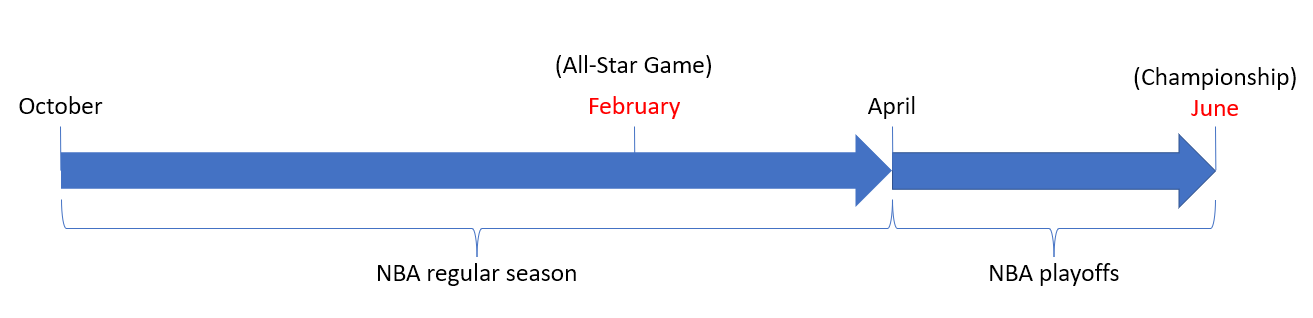 (All-Star Game)
(Championship)
October
February
April
June
NBA regular season
NBA playoffs